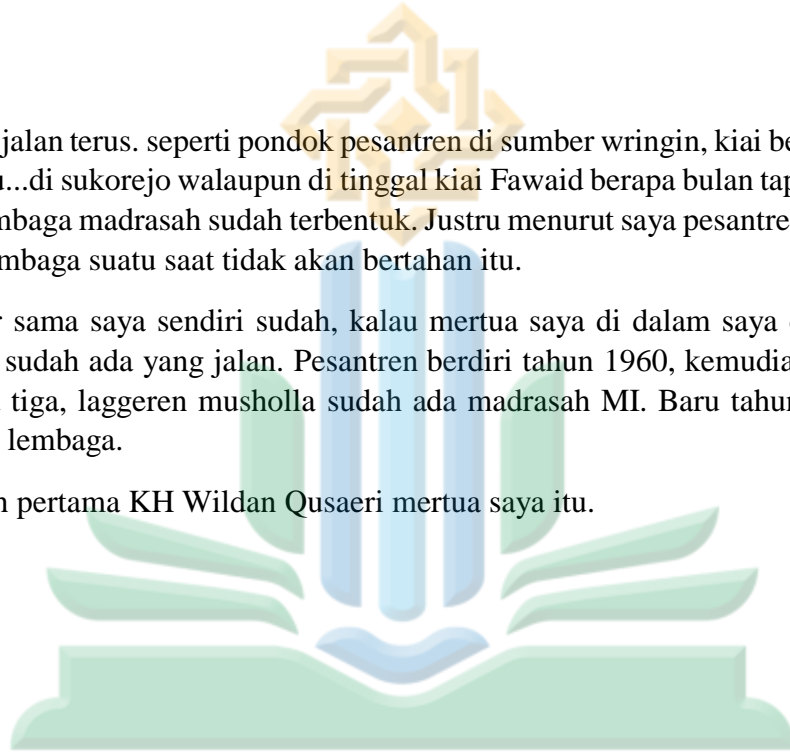 jalan terus. seperti pondok pesantren di sumber wringin, kiai be
...di sukorejo walaupun di tinggal kiai Fawaid berapa bulan tap
mbaga madrasah sudah terbentuk. Justru menurut saya pesantre
mbaga suatu saat tidak akan bertahan itu.
sama saya sendiri sudah, kalau mertua saya di dalam saya
sudah ada yang jalan. Pesantren berdiri tahun 1960, kemudia
tiga, laggeren musholla sudah ada madrasah MI. Baru tahun
lembaga.
n pertama KH Wildan Qusaeri mertua saya itu.